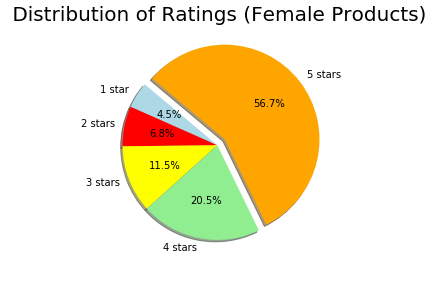 Distribution of Ratings (Female Products)
5 stars
56.7%
1 star
4.5%
2 stars
6.8%
3 stars
11.5%
20.5%
4 stars